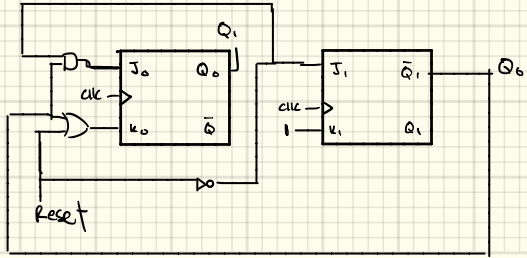 Q₁
J₀ Q₀
clk
K₀ Q̅
J₁ Q̅₁
clk
1 K₁ Q₁
Q₀
Reset